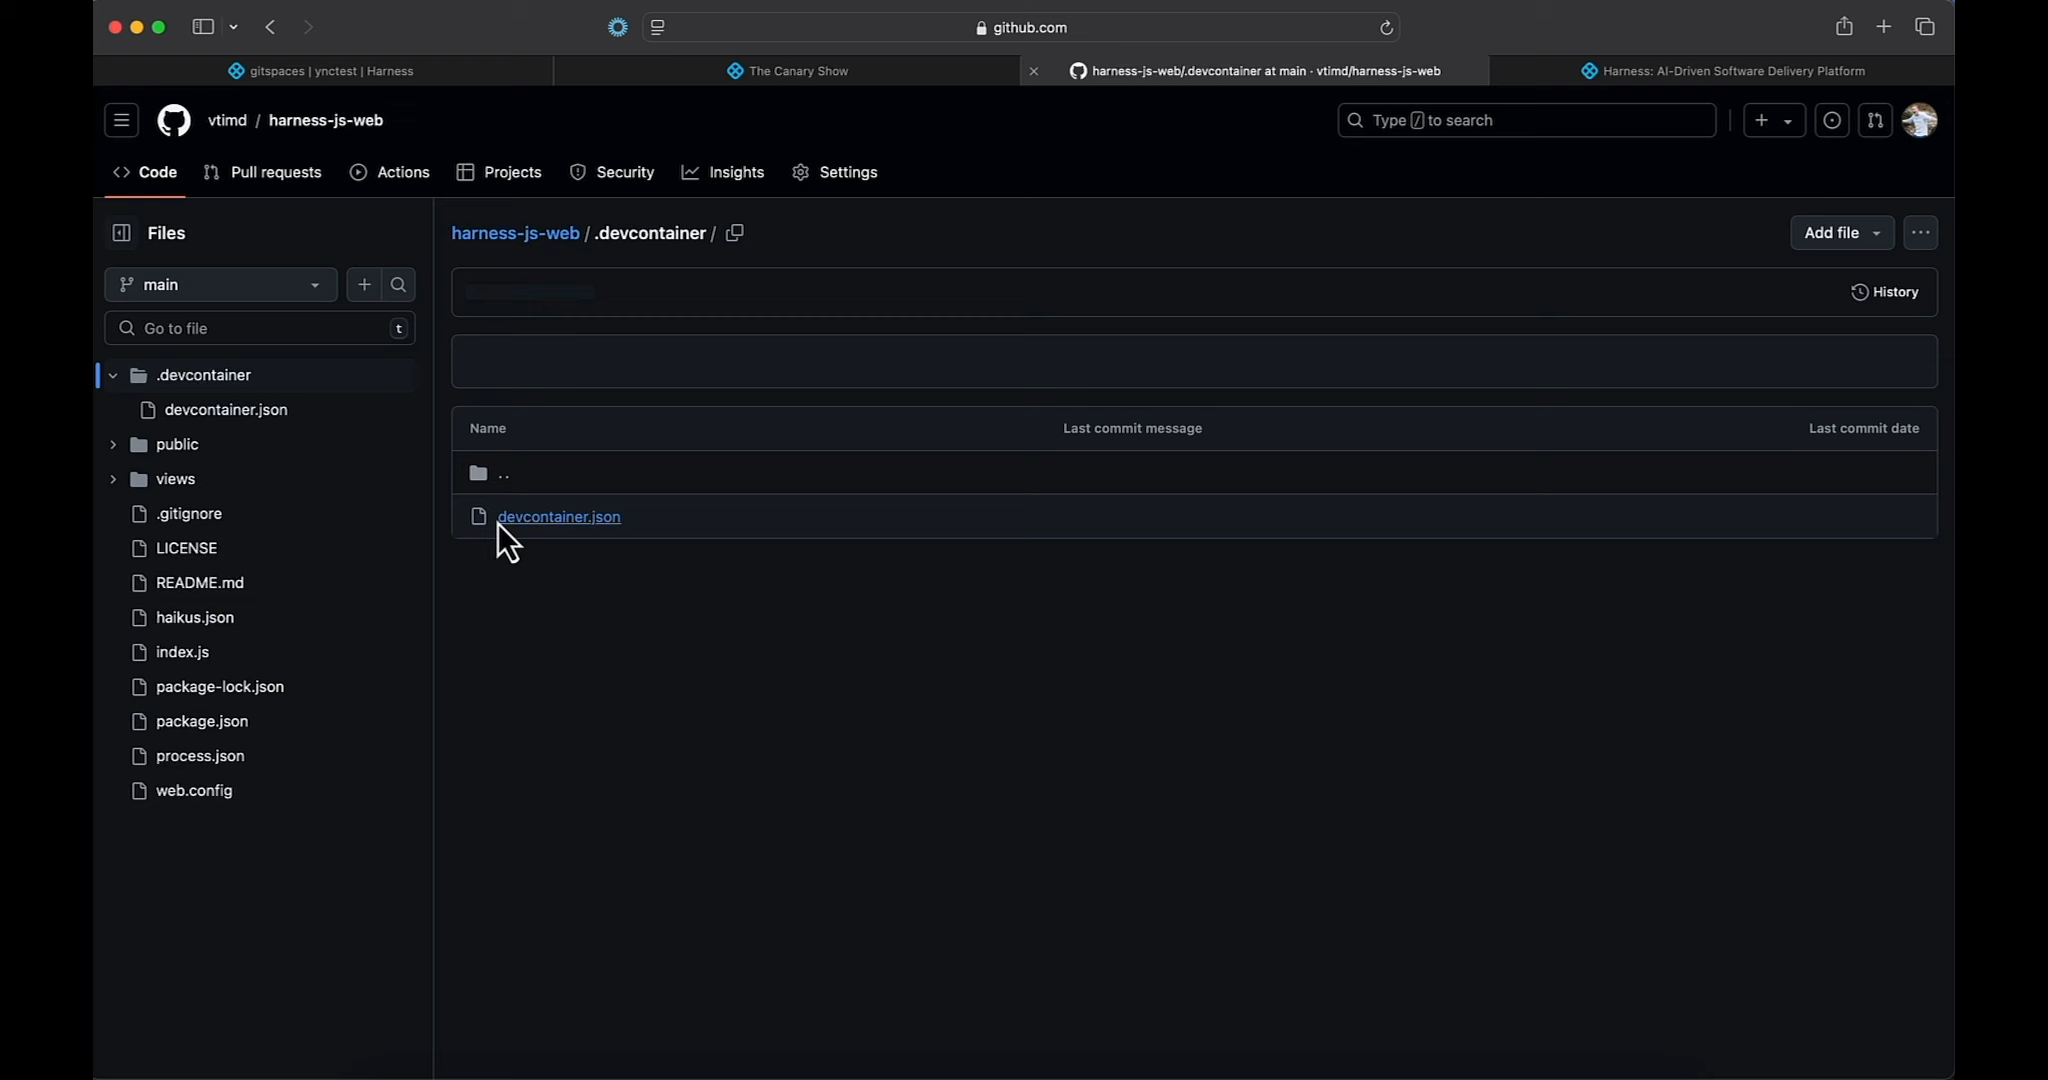 github.com
gitspaces | ynctest | Harness
The Canary Show
harness-js-web/.devcontainer at main · vtimd/harness-js-web
Harness: AI-Driven Software Delivery Platform
vtimd / harness-js-web
Type / to search
Code
Pull requests
Actions
Projects
Security
Insights
Settings
Files
main
Go to file
t
.devcontainer
devcontainer.json
public
views
.gitignore
LICENSE
README.md
haikus.json
index.js
package-lock.json
package.json
process.json
web.config
harness-js-web / .devcontainer /
Add file
History
Name Last commit message Last commit date
..
devcontainer.json